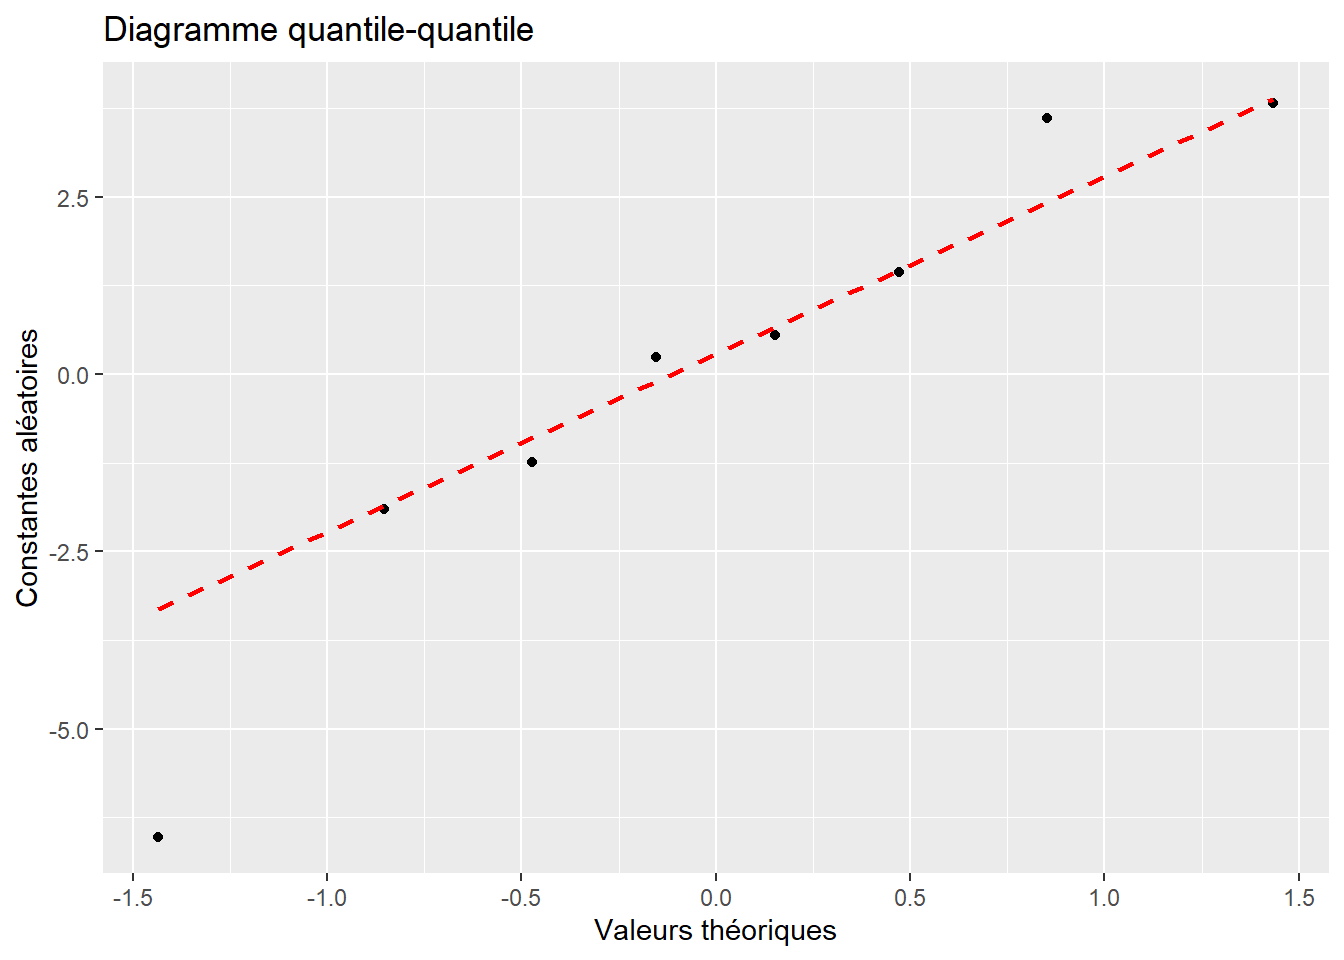 Diagramme quantile-quantile
Constantes aléatoires
2.5
0.0
-2.5
-5.0
-1.5 -1.0 -0.5 0.0 0.5 1.0 1.5
Valeurs théoriques